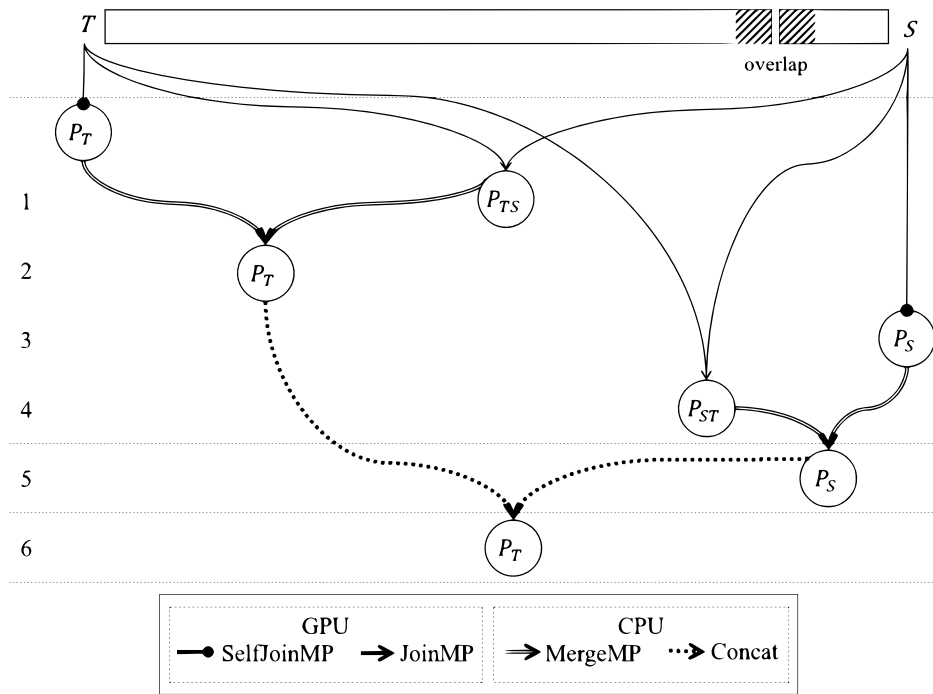 T S
overlap
P_T
1 P_TS
2 P_T
3 P_S
4 P_ST
5 P_S
6 P_T
GPU CPU
SelfJoinMP JoinMP MergeMP Concat